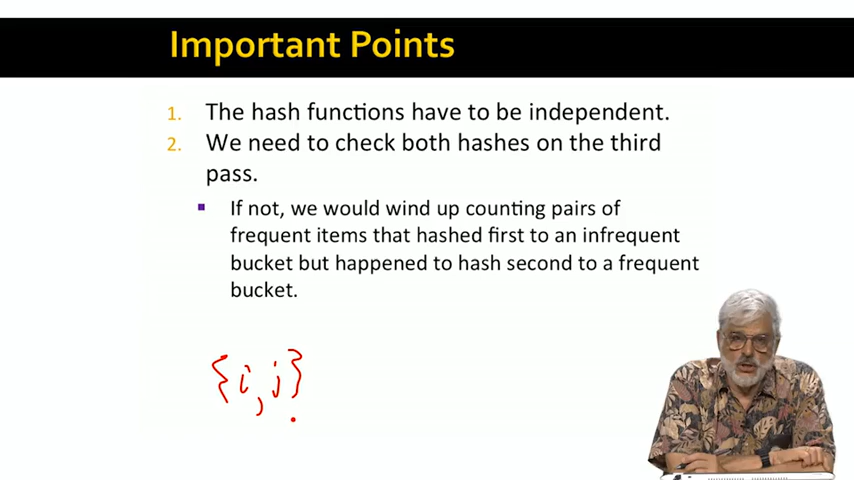 Important Points
1. The hash functions have to be independent.
2. We need to check both hashes on the third
pass.
If not, we would wind up counting pairs of
frequent items that hashed first to an infrequent
bucket but happened to hash second to a frequent
bucket.
{i, j}